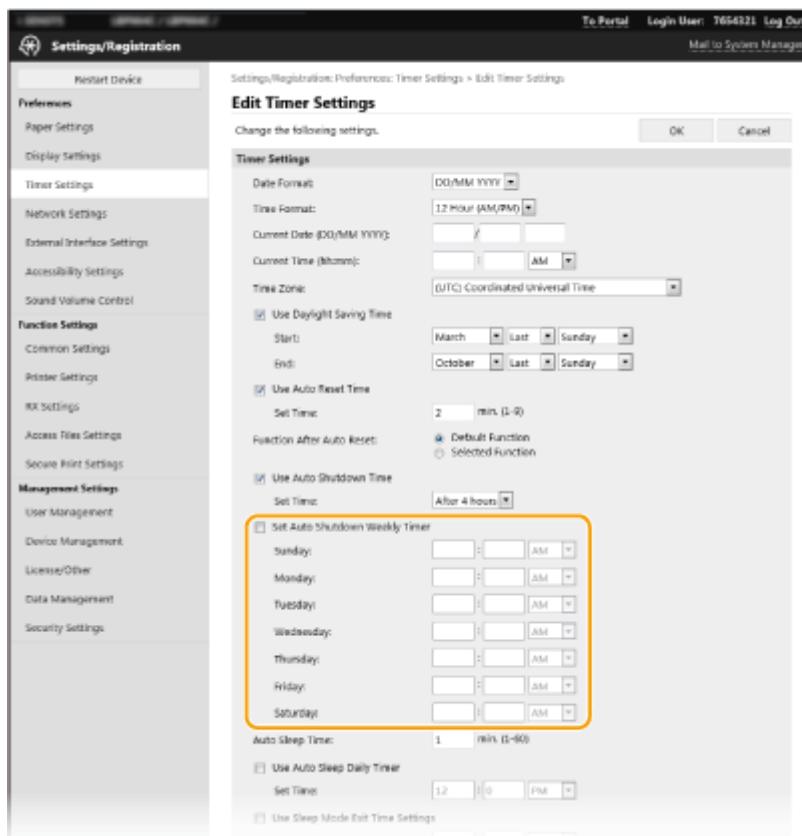 To Portal Login User: 7654321 Log Out
Settings/Registration
Mail to System Manager
Restart Device
Preferences
Paper Settings
Display Settings
Timer Settings
Network Settings
External Interface Settings
Accessibility Settings
Sound Volume Control
Function Settings
Common Settings
Printer Settings
RX Settings
Access Files Settings
Secure Print Settings
Management Settings
User Management
Device Management
License/Other
Data Management
Security Settings
Settings/Registration: Preferences: Timer Settings > Edit Timer Settings
Edit Timer Settings
Change the following settings.
OK Cancel
Timer Settings
Date Format: DD/MM YYYY
Time Format: 12 Hour (AM/PM)
Current Date (DD/MM YYYY): /
Current Time (hh:mm): : AM
Time Zone: (UTC) Coordinated Universal Time
Use Daylight Saving Time
Start: March Last Sunday
End: October Last Sunday
Use Auto Reset Time
Set Time: 2 min. (1-9)
Function After Auto Reset: Default Function
Selected Function
Use Auto Shutdown Time
Set Time: After 4 hours
Set Auto Shutdown Weekly Timer
Sunday: : AM
Monday: : AM
Tuesday: : AM
Wednesday: : AM
Thursday: : AM
Friday: : AM
Saturday: : AM
Auto Sleep Time: 1 min. (1-60)
Use Auto Sleep Daily Timer
Set Time: 12 : 0 PM
Use Sleep Mode Exit Time Settings